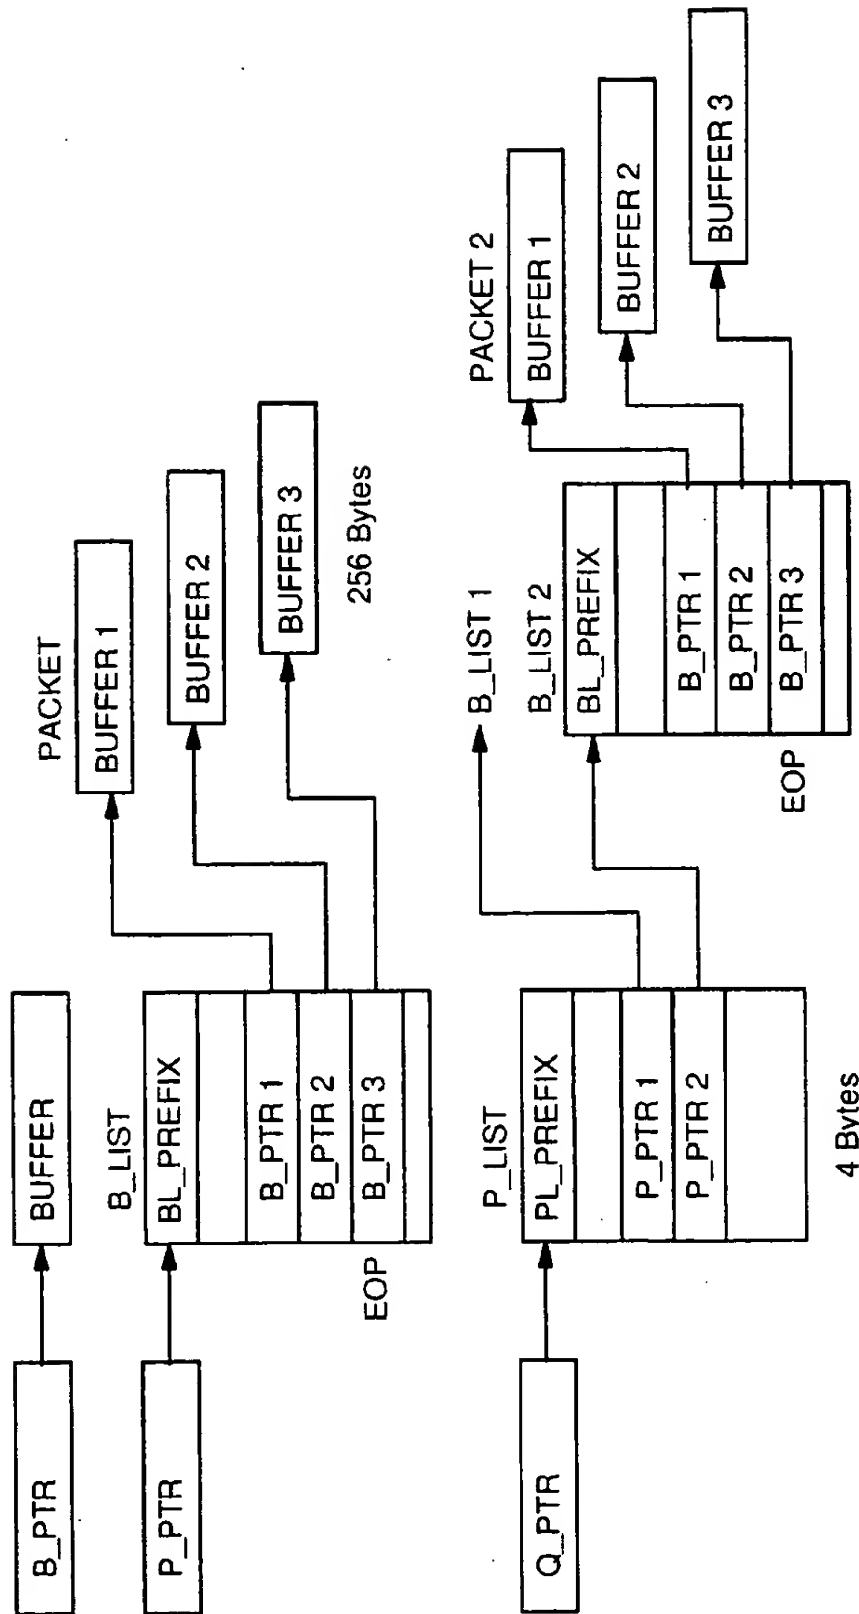 B_PTR
BUFFER
P_PTR
B_LIST
BL_PREFIX
B_PTR 1
B_PTR 2
B_PTR 3
EOP
PACKET
BUFFER 1
BUFFER 2
BUFFER 3
256 Bytes
Q_PTR
P_LIST
PL_PREFIX
P_PTR 1
P_PTR 2
4 Bytes
B_LIST 1
B_LIST 2
BL_PREFIX
B_PTR 1
B_PTR 2
B_PTR 3
EOP
PACKET 2
BUFFER 1
BUFFER 2
BUFFER 3